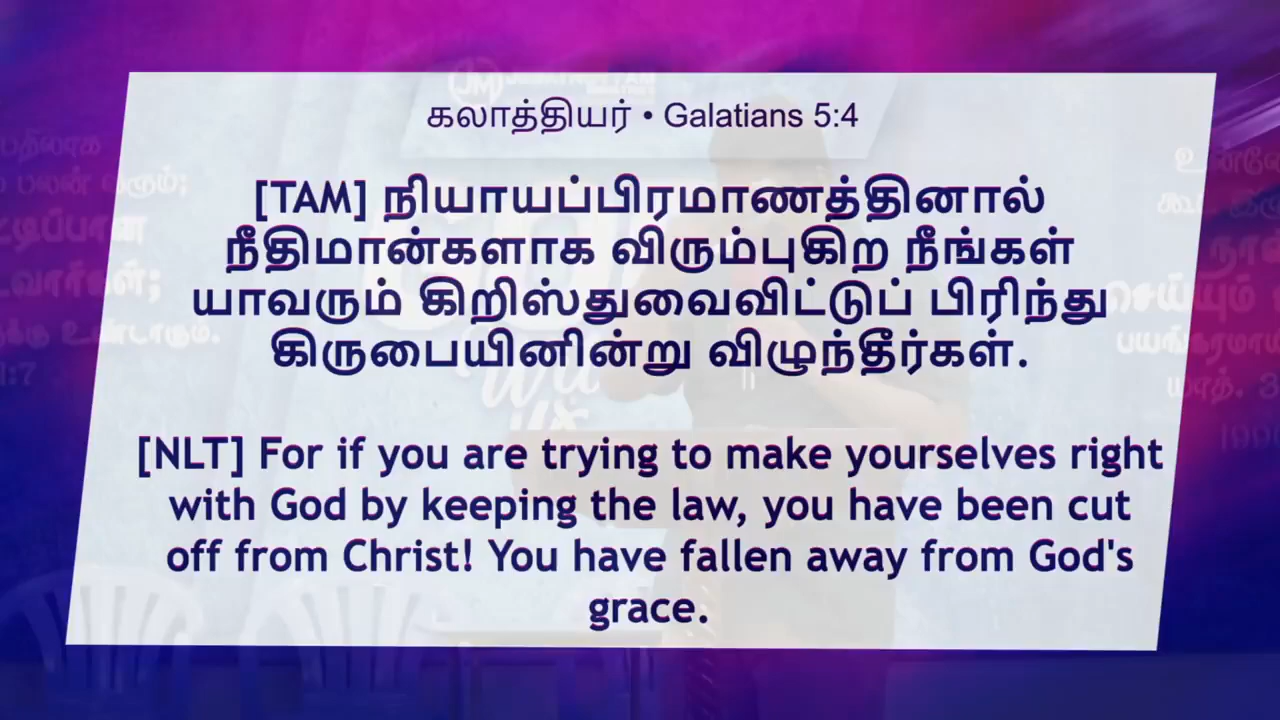 கலாத்தியர் • Galatians 5:4
[TAM] நியாயப்பிரமாணத்தினால்
நீதிமான்களாக விரும்புகிற நீங்கள்
யாவரும் கிறிஸ்துவைவிட்டுப் பிரிந்து
கிருபையினின்று விழுந்தீர்கள்.
[NLT] For if you are trying to make yourselves right
with God by keeping the law, you have been cut
off from Christ! You have fallen away from God's
grace.